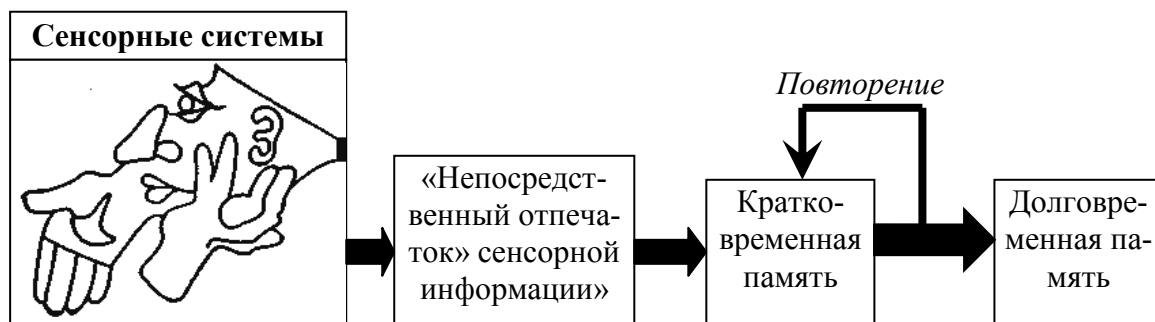 Сенсорные системы
Повторение
«Непосредст-
венный отпеча-
ток» сенсорной
информации»
Кратко-
временная
память
Долговре-
менная па-
мять